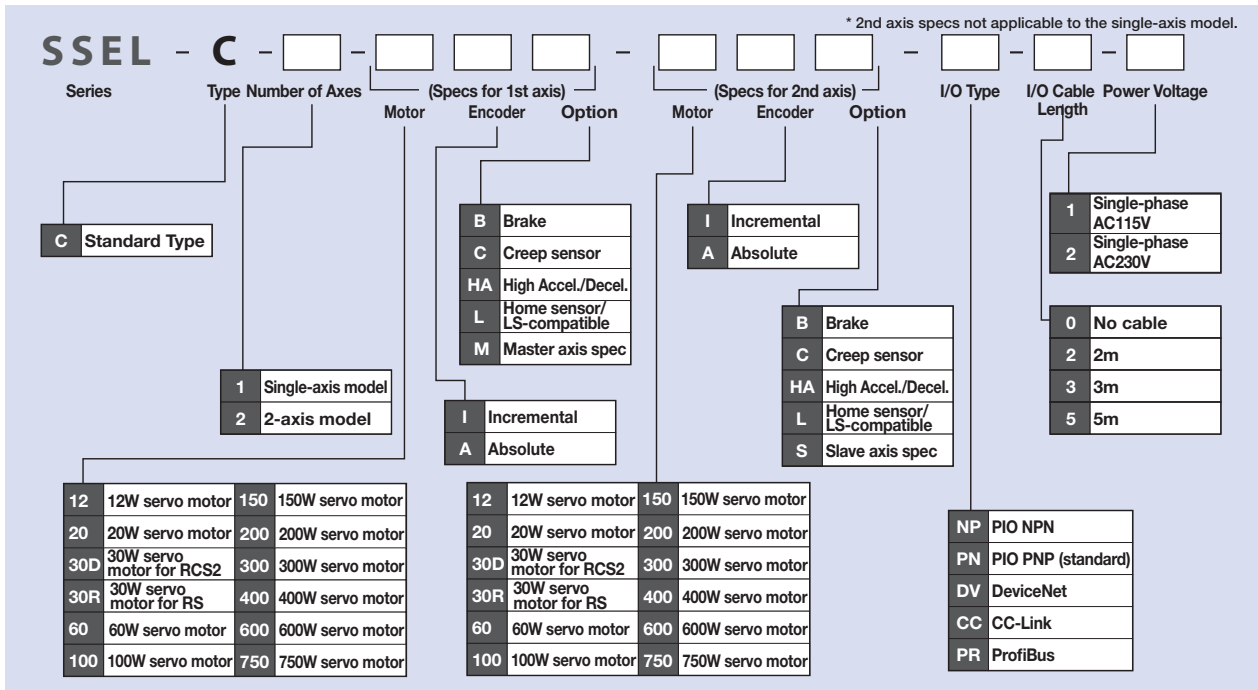 * 2nd axis specs not applicable to the single-axis model.
SSEL - C - - - - - -
Series
Type
Number of Axes
(Specs for 1st axis)
Motor
Encoder
Option
(Specs for 2nd axis)
Motor
Encoder
Option
I/O Type
I/O Cable
Length
Power Voltage
C Standard Type
1 Single-axis model
2 2-axis model
12 12W servo motor 150 150W servo motor
20 20W servo motor 200 200W servo motor
30D 30W servo
motor for RCS2 300 300W servo motor
30R 30W servo
motor for RS 400 400W servo motor
60 60W servo motor 600 600W servo motor
100 100W servo motor 750 750W servo motor
I Incremental
A Absolute
B Brake
C Creep sensor
HA High Accel./Decel.
L Home sensor/
LS-compatible
M Master axis spec
12 12W servo motor 150 150W servo motor
20 20W servo motor 200 200W servo motor
30D 30W servo
motor for RCS2 300 300W servo motor
30R 30W servo
motor for RS 400 400W servo motor
60 60W servo motor 600 600W servo motor
100 100W servo motor 750 750W servo motor
I Incremental
A Absolute
B Brake
C Creep sensor
HA High Accel./Decel.
L Home sensor/
LS-compatible
S Slave axis spec
NP PIO NPN
PN PIO PNP (standard)
DV DeviceNet
CC CC-Link
PR ProfiBus
0 No cable
2 2m
3 3m
5 5m
1 Single-phase
AC115V
2 Single-phase
AC230V